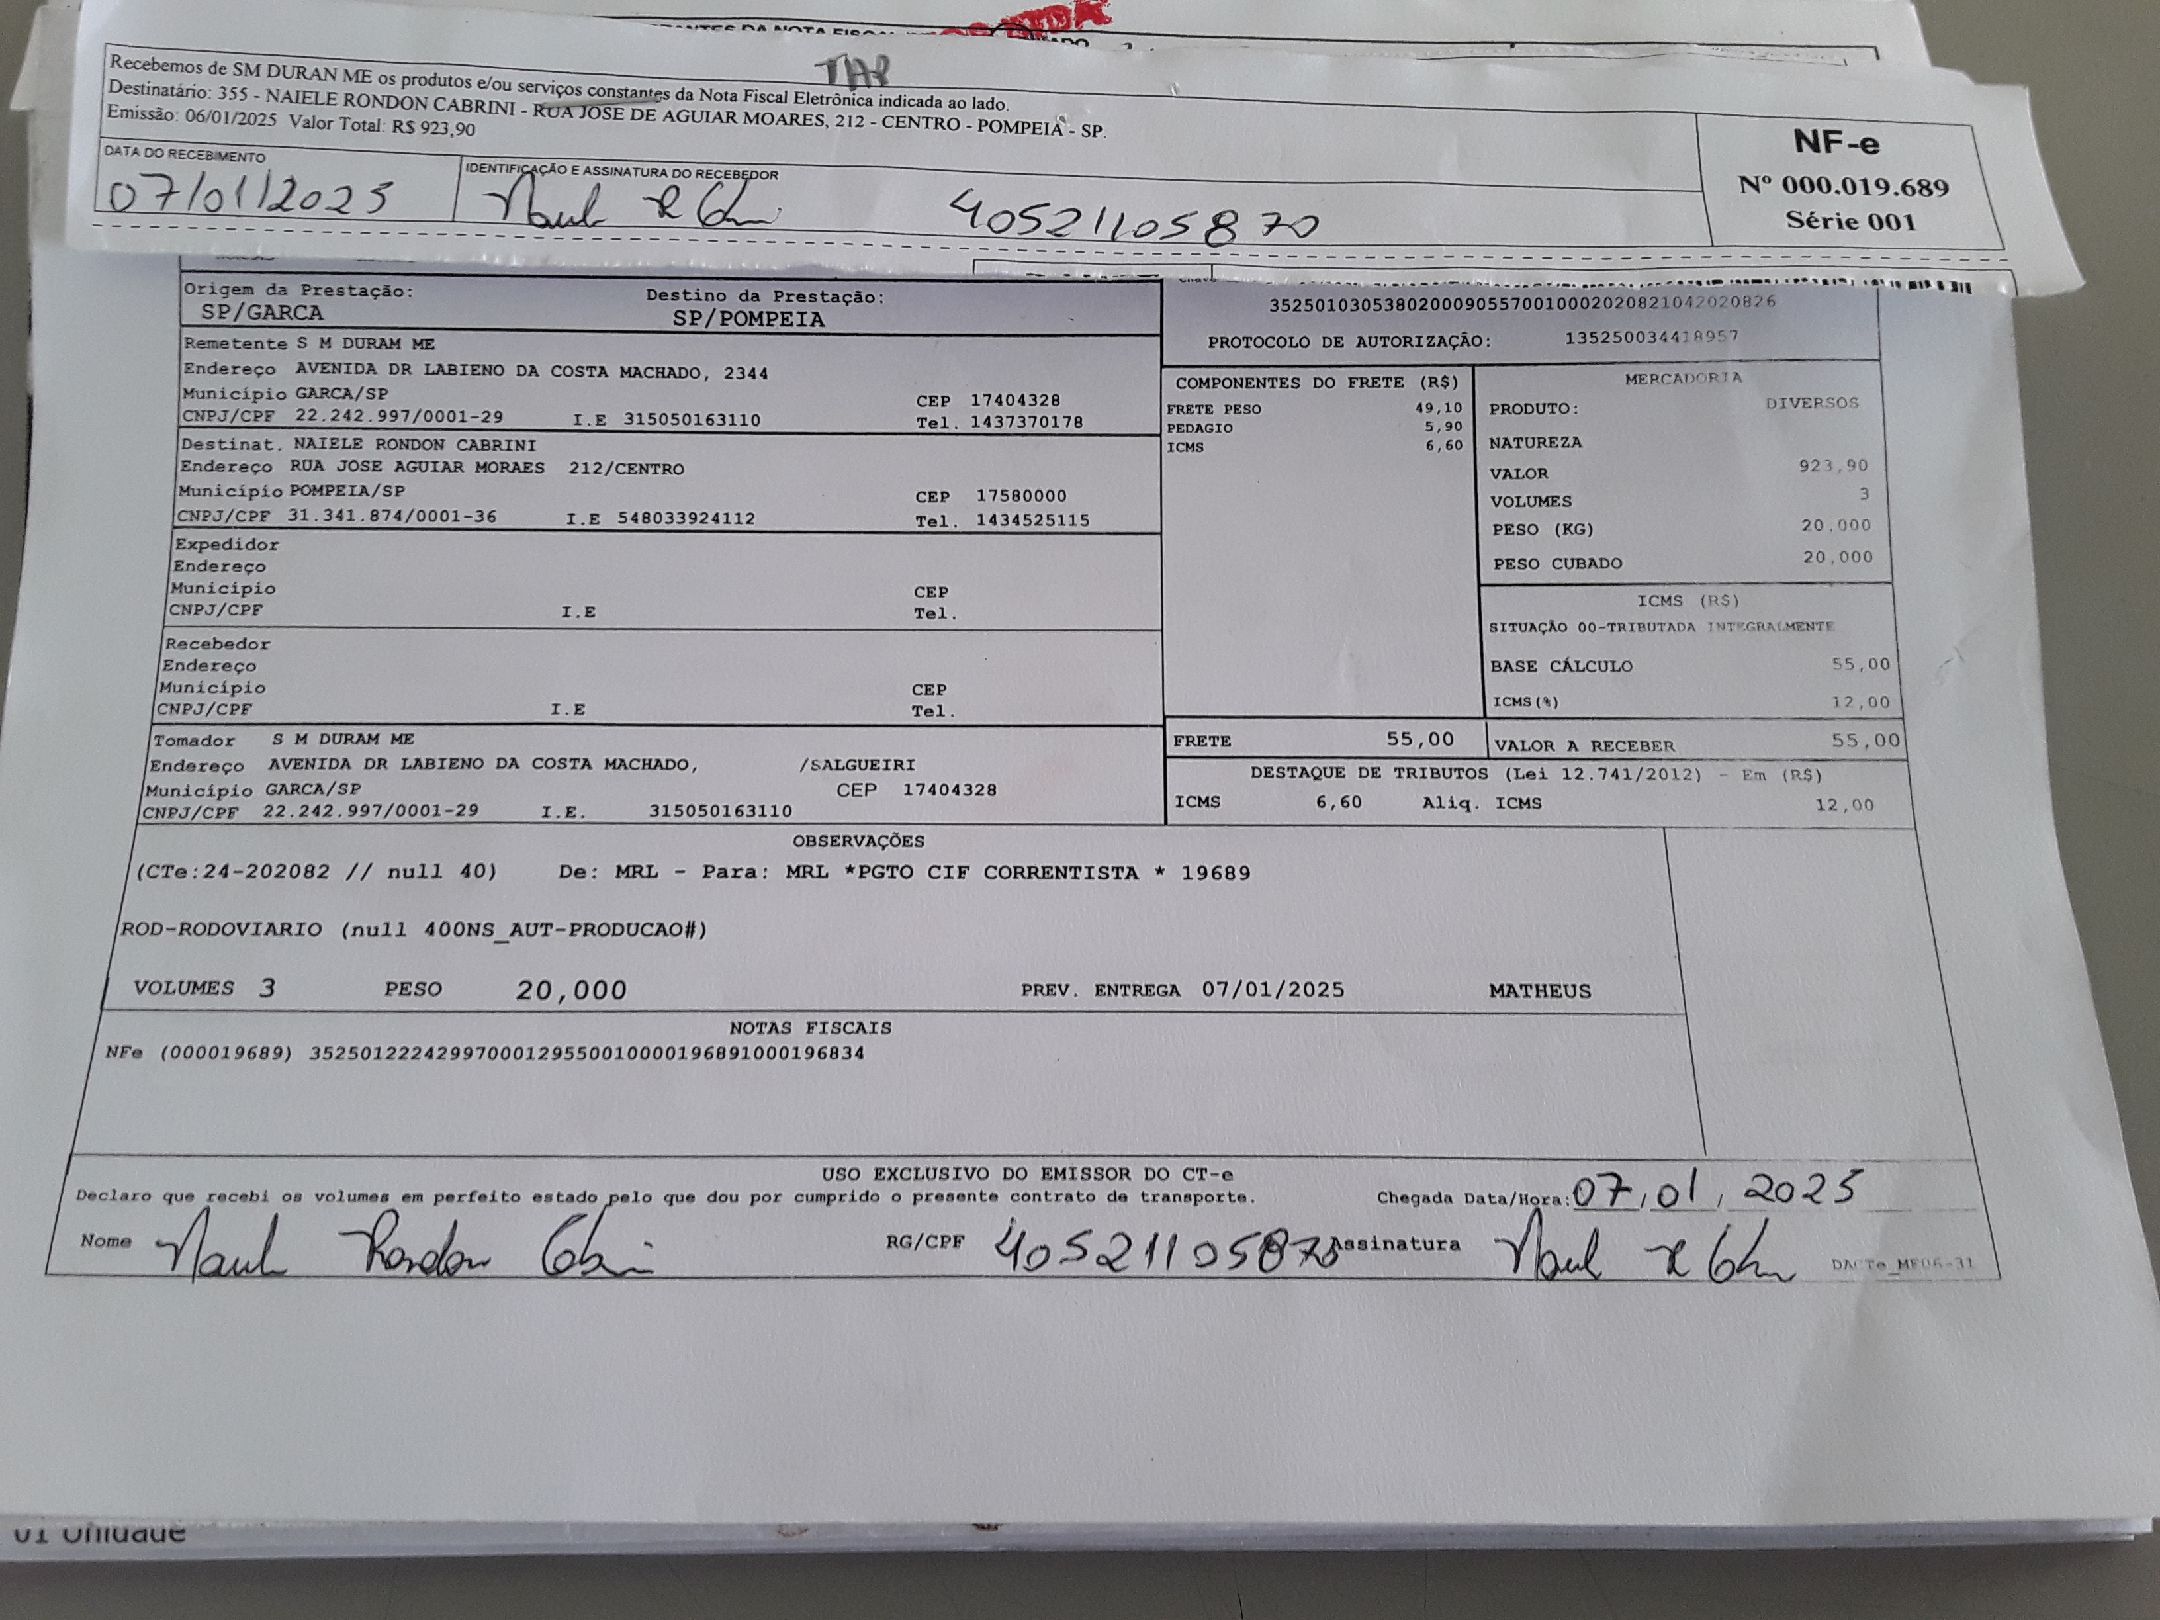 TAR
Recebemos de SM DURAN ME os produtos e/ou serviços constantes da Nota Fiscal Eletrônica indicada ao lado.
Destinatário: 355 - NAIELE RONDON CABRINI - RUA JOSE DE AGUIAR MOARES, 212 - CENTRO - POMPEIA - SP.
Emissão: 06/01/2025 Valor Total: R$ 923,90
DATA DO RECEBIMENTO
07/01/2025
IDENTIFICAÇÃO E ASSINATURA DO RECEBEDOR
40521105870
NF-e
Nº 000.019.689
Série 001
Origem da Prestação: Destino da Prestação:
SP/GARCA SP/POMPEIA
Remetente S M DURAM ME
Endereço AVENIDA DR LABIENO DA COSTA MACHADO, 2344
Município GARCA/SP CEP 17404328
CNPJ/CPF 22.242.997/0001-29 I.E 315050163110 Tel. 1437370178
Destinat. NAIELE RONDON CABRINI
Endereço RUA JOSE AGUIAR MORAES 212/CENTRO
Município POMPEIA/SP CEP 17580000
CNPJ/CPF 31.341.874/0001-36 I.E 548033924112 Tel. 1434525115
Expedidor
Endereço
Município CEP
CNPJ/CPF I.E Tel.
Recebedor
Endereço
Município CEP
CNPJ/CPF I.E Tel.
Tomador S M DURAM ME
Endereço AVENIDA DR LABIENO DA COSTA MACHADO, /SALGUEIRI
Município GARCA/SP CEP 17404328
CNPJ/CPF 22.242.997/0001-29 I.E. 315050163110
35250103053802000905570010002020821042020826
PROTOCOLO DE AUTORIZAÇÃO: 135250034418957
COMPONENTES DO FRETE (R$)
FRETE PESO 49,10
PEDAGIO 5,90
ICMS 6,60
MERCADORIA
PRODUTO: DIVERSOS
NATUREZA
VALOR 923,90
VOLUMES 3
PESO (KG) 20,000
PESO CUBADO 20,000
ICMS (R$)
SITUAÇÃO 00-TRIBUTADA INTEGRALMENTE
BASE CÁLCULO 55,00
ICMS(%) 12,00
FRETE 55,00 VALOR A RECEBER 55,00
DESTAQUE DE TRIBUTOS (Lei 12.741/2012) - Em (R$)
ICMS 6,60 Aliq. ICMS 12,00
OBSERVAÇÕES
(CTe:24-202082 // null 40) De: MRL - Para: MRL *PGTO CIF CORRENTISTA * 19689
ROD-RODOVIARIO (null 400NS_AUT-PRODUCAO#)
VOLUMES 3 PESO 20,000 PREV. ENTREGA 07/01/2025 MATHEUS
NOTAS FISCAIS
NFe (000019689) 35250122242997000129550010000196891000196834
USO EXCLUSIVO DO EMISSOR DO CT-e
Declaro que recebi os volumes em perfeito estado pelo que dou por cumprido o presente contrato de transporte. Chegada Data/Hora: 07/01/2025
Nome Rondon RG/CPF 40521105870 Assinatura DACTe_MF06-31
01 Unidade